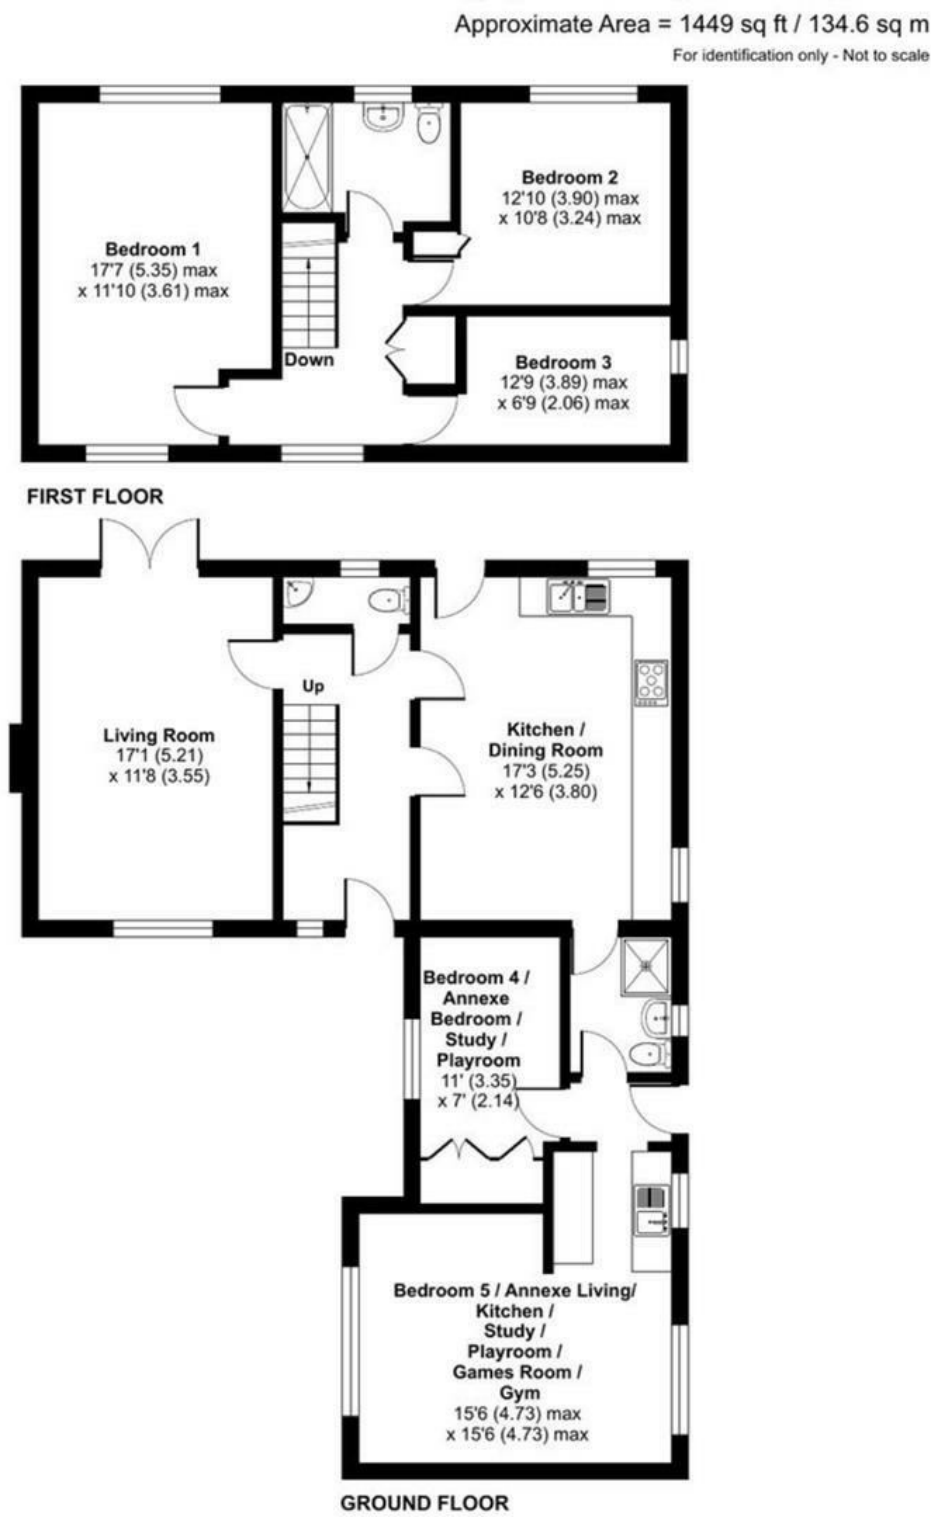 Approximate Area = 1449 sq ft / 134.6 sq m
For identification only - Not to scale
Bedroom 1
17'7 (5.35) max
x 11'10 (3.61) max
Bedroom 2
12'10 (3.90) max
x 10'8 (3.24) max
Down
Bedroom 3
12'9 (3.89) max
x 6'9 (2.06) max
FIRST FLOOR
Up
Living Room
17'1 (5.21)
x 11'8 (3.55)
Kitchen /
Dining Room
17'3 (5.25)
x 12'6 (3.80)
Bedroom 4 /
Annexe
Bedroom /
Study /
Playroom
11' (3.35)
x 7' (2.14)
Bedroom 5 / Annexe Living/
Kitchen /
Study /
Playroom /
Games Room /
Gym
15'6 (4.73) max
x 15'6 (4.73) max
GROUND FLOOR